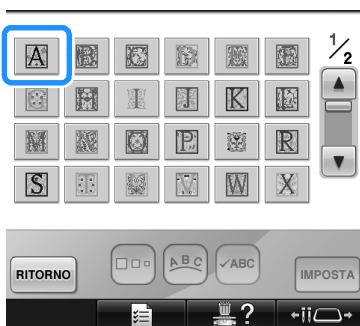 A 1/2
H I J K
M N O P R
S T V W X
RITORNO ABC ✓ABC IMPOSTA
?